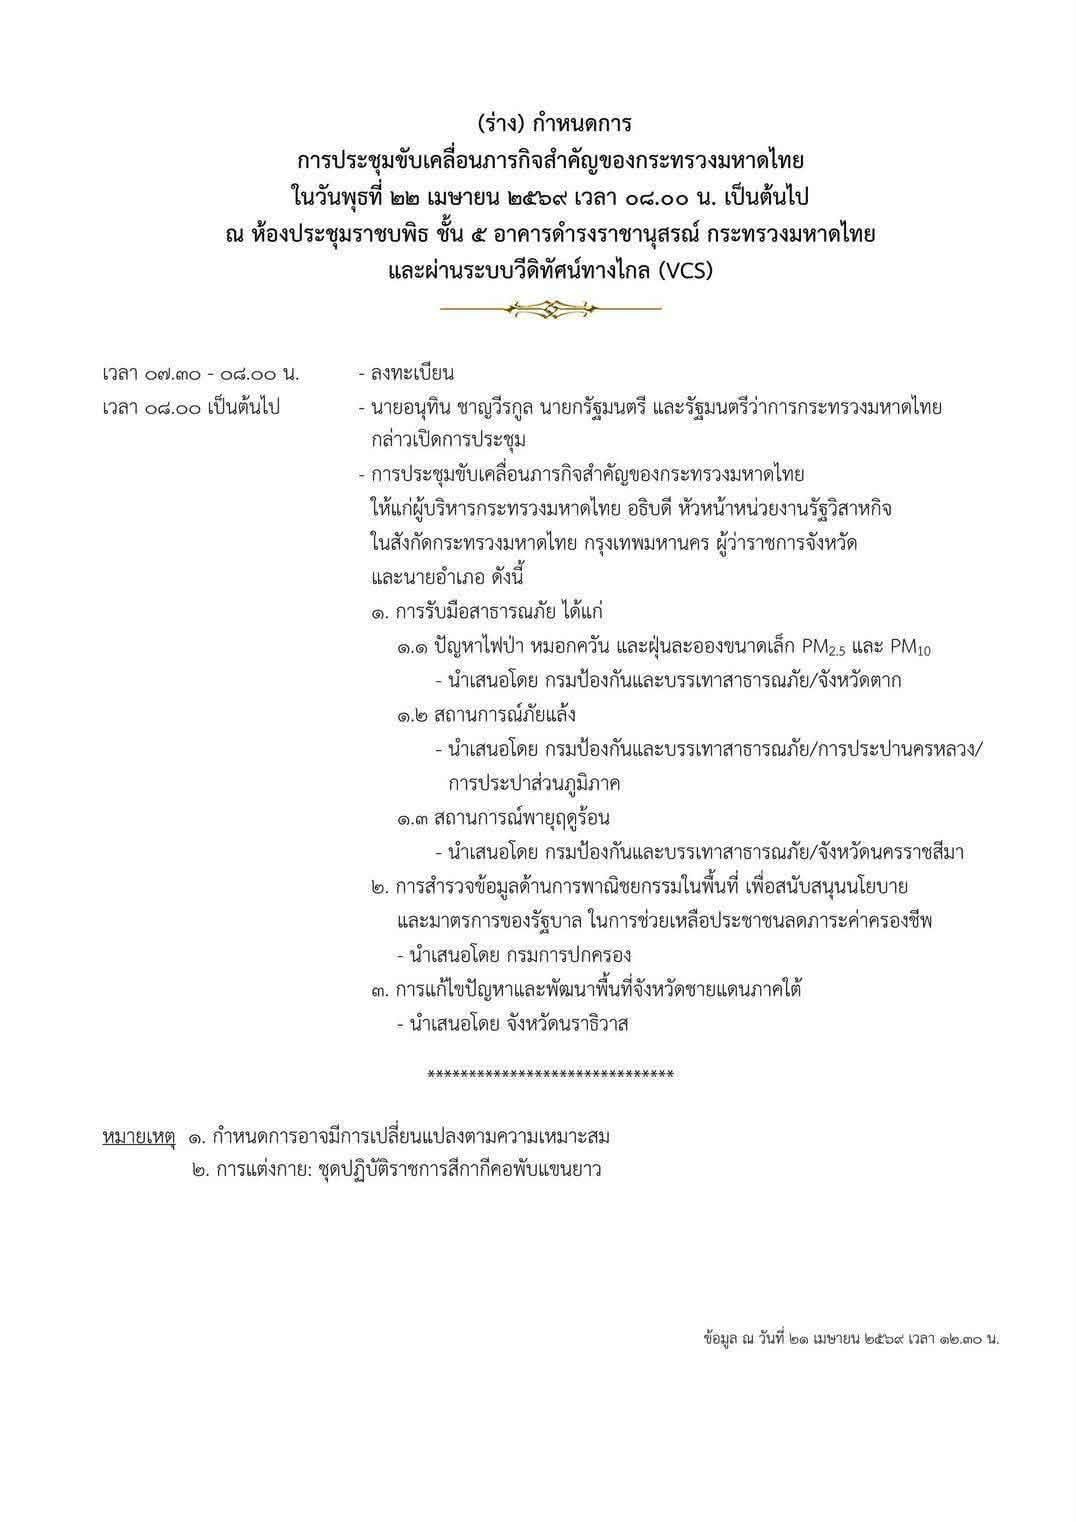 (ร่าง) กำหนดการ
การประชุมขับเคลื่อนภารกิจสำคัญของกระทรวงมหาดไทย
ในวันพุธที่ ๒๒ เมษายน ๒๕๖๙ เวลา ๐๘.๐๐ น. เป็นต้นไป
ณ ห้องประชุมราชบพิธ ชั้น ๕ อาคารดำรงราชานุสรณ์ กระทรวงมหาดไทย
และผ่านระบบวีดิทัศน์ทางไกล (VCS)
เวลา ๐๗.๓๐ - ๐๘.๐๐ น. - ลงทะเบียน
เวลา ๐๘.๐๐ เป็นต้นไป - นายอนุทิน ชาญวีรกูล นายกรัฐมนตรี และรัฐมนตรีว่าการกระทรวงมหาดไทย
กล่าวเปิดการประชุม
- การประชุมขับเคลื่อนภารกิจสำคัญของกระทรวงมหาดไทย
ให้แก่ผู้บริหารกระทรวงมหาดไทย อธิบดี หัวหน้าหน่วยงานรัฐวิสาหกิจ
ในสังกัดกระทรวงมหาดไทย กรุงเทพมหานคร ผู้ว่าราชการจังหวัด
และนายอำเภอ ดังนี้
๑. การรับมือสาธารณภัย ได้แก่
๑.๑ ปัญหาไฟป่า หมอกควัน และฝุ่นละอองขนาดเล็ก PM2.5 และ PM10
- นำเสนอโดย กรมป้องกันและบรรเทาสาธารณภัย/จังหวัดตาก
๑.๒ สถานการณ์ภัยแล้ง
- นำเสนอโดย กรมป้องกันและบรรเทาสาธารณภัย/การประปานครหลวง/
การประปาส่วนภูมิภาค
๑.๓ สถานการณ์พายุฤดูร้อน
- นำเสนอโดย กรมป้องกันและบรรเทาสาธารณภัย/จังหวัดนครราชสีมา
๒. การสำรวจข้อมูลด้านการพาณิชยกรรมในพื้นที่ เพื่อสนับสนุนนโยบาย
และมาตรการของรัฐบาล ในการช่วยเหลือประชาชนลดภาระค่าครองชีพ
- นำเสนอโดย กรมการปกครอง
๓. การแก้ไขปัญหาและพัฒนาพื้นที่จังหวัดชายแดนภาคใต้
- นำเสนอโดย จังหวัดนราธิวาส
******************************
หมายเหตุ ๑. กำหนดการอาจมีการเปลี่ยนแปลงตามความเหมาะสม
๒. การแต่งกาย: ชุดปฏิบัติราชการสีกากีคอพับแขนยาว
ข้อมูล ณ วันที่ ๒๑ เมษายน ๒๕๖๙ เวลา ๑๒.๓๐ น.